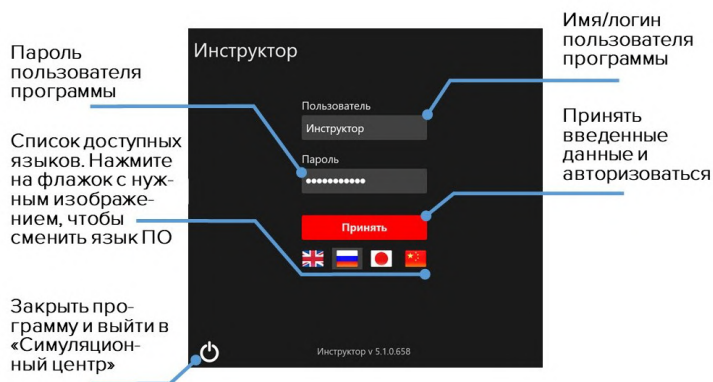 Имя/логин
пользователя
программы
Инструктор
Пароль
пользователя
программы
Пользователь
Инструктор
Принять
введенные
данные и
авторизоваться
Список доступных
языков. Нажмите
на флажок с нуж-
ным изображе-
нием, чтобы
сменить язык ПО
Пароль
•••••••••••
Принять
Закрыть про-
грамму и выйти в
«Симуляцион-
ный центр»
Инструктор v 5.1.0.658